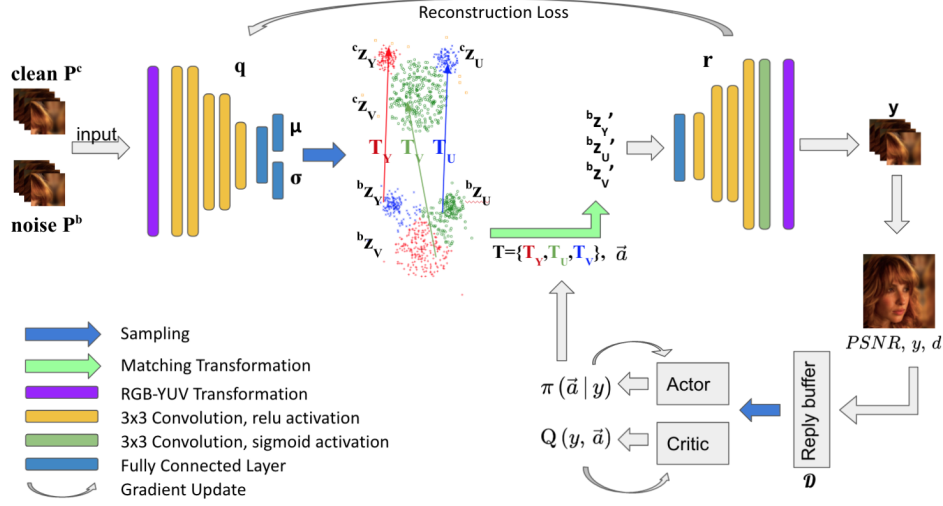 Reconstruction Loss
clean Pᶜ
q
input
μ
σ
noise Pᵇ
ᶜZ_Y
ᶜZ_U
ᶜZ_V
T_Y
T_V
T_U
ᵇZ_Y
ᵇZ_U
ᵇZ_V
ᵇZ_Y’
ᵇZ_U’
ᵇZ_V’
T={T_Y,T_U,T_V}, a⃗
r
y
PSNR, y, d
Reply buffer
𝒟
Actor
Critic
π (a⃗ | y)
Q (y, a⃗)
Sampling
Matching Transformation
RGB-YUV Transformation
3x3 Convolution, relu activation
3x3 Convolution, sigmoid activation
Fully Connected Layer
Gradient Update